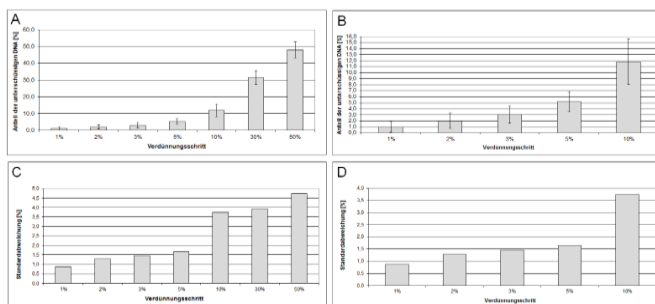 A
Anteil der unterschüssigen DNA [%]
60,0
50,0
40,0
30,0
20,0
10,0
0,0
1% 2% 3% 5% 10% 30% 50%
Verdünnungsschritt
B
Anteil der unterschüssigen DNA [%]
16,0
15,0
14,0
13,0
12,0
11,0
10,0
9,0
8,0
7,0
6,0
5,0
4,0
3,0
2,0
1,0
0,0
1% 2% 3% 5% 10%
Verdünnungsschritt
C
Standardabweichung [%]
5,0
4,5
4,0
3,5
3,0
2,5
2,0
1,5
1,0
0,5
0,0
1% 2% 3% 5% 10% 30% 50%
Verdünnungsschritt
D
Standardabweichung [%]
4,0
3,5
3,0
2,5
2,0
1,5
1,0
0,5
0,0
1% 2% 3% 5% 10%
Verdünnungsschritt